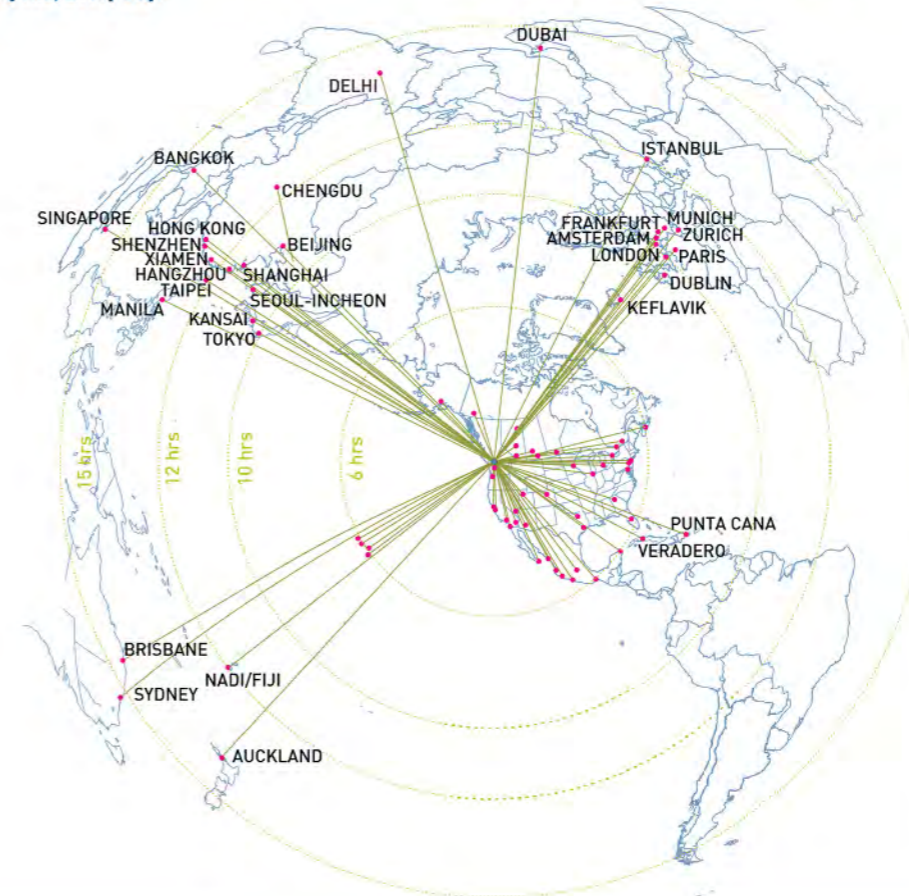 DUBAI
DELHI
ISTANBUL
BANGKOK
CHENGDU
SINGAPORE
HONG KONG
SHENZHEN
XIAMEN
HANGZHOU
TAIPEI
MANILA
BEIJING
SHANGHAI
SEOUL-INCHEON
KANSAI
TOKYO
FRANKFURT
MUNICH
AMSTERDAM
ZURICH
LONDON
PARIS
DUBLIN
KEFLAVIK
15 hrs
12 hrs
10 hrs
6 hrs
PUNTA CANA
VERADERO
BRISBANE
NADI/FIJI
SYDNEY
AUCKLAND